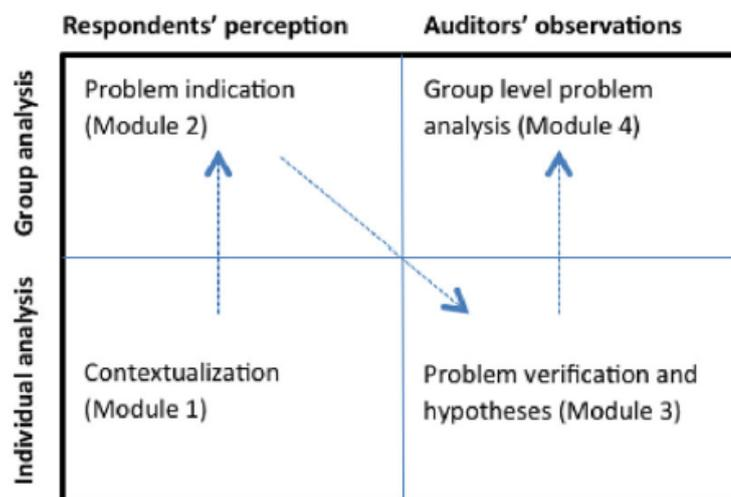 Respondents’ perception
Auditors’ observations
Group analysis
Problem indication
(Module 2)
Group level problem
analysis (Module 4)
Individual analysis
Contextualization
(Module 1)
Problem verification and
hypotheses (Module 3)